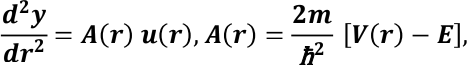 d²y/dr² = A(r) u(r), A(r) = 2m/ħ² [V(r) − E],